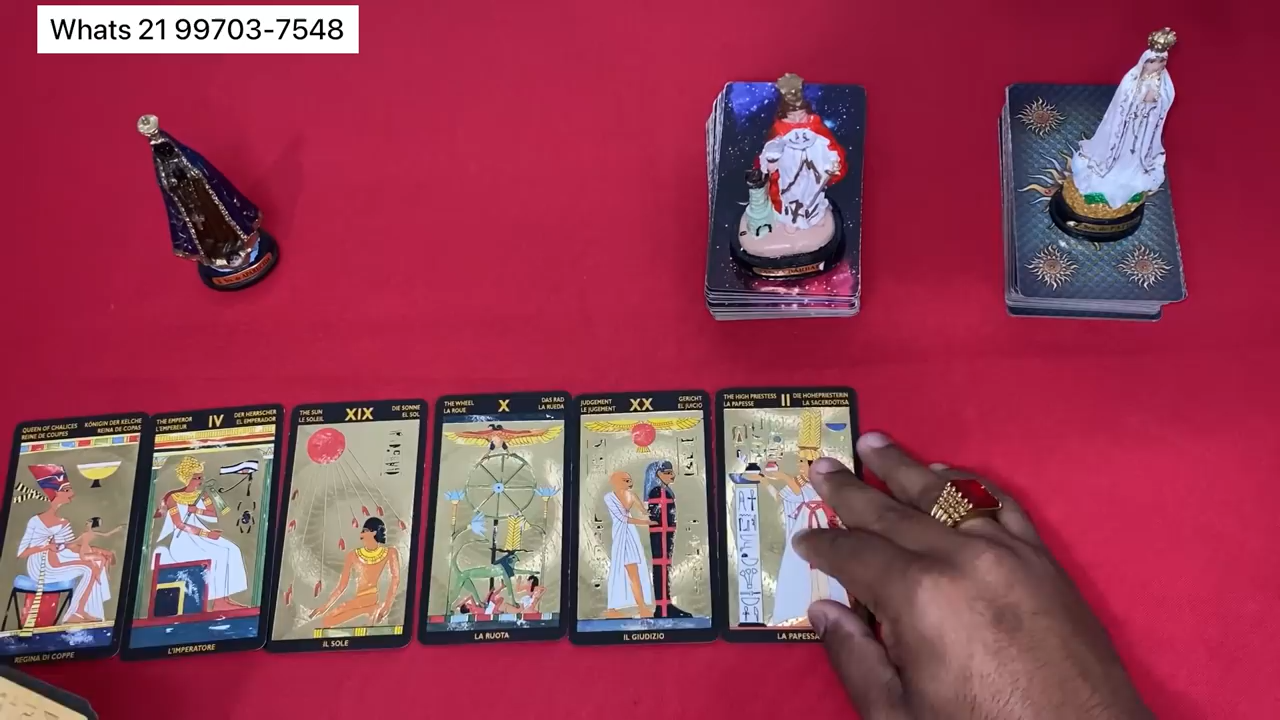 Whats 21 99703-7548
QUEEN OF CHALICES
REINE DE COUPES
KÖNIGIN DER KELCHE
REINA DE COPAS
REGINA DI COPPE
THE EMPEROR
L'EMPEREUR
IV
DER HERRSCHER
EL EMPERADOR
L'IMPERATORE
THE SUN
LE SOLEIL
XIX
DIE SONNE
EL SOL
IL SOLE
THE WHEEL
LA ROUE
X
DAS RAD
LA RUEDA
LA RUOTA
JUDGEMENT
LE JUGEMENT
XX
GERICHT
EL JUICIO
IL GIUDIZIO
THE HIGH PRIESTESS
LA PAPESSE
II
DIE HOHEPRIESTERIN
LA SACERDOTISA
LA PAPESSA